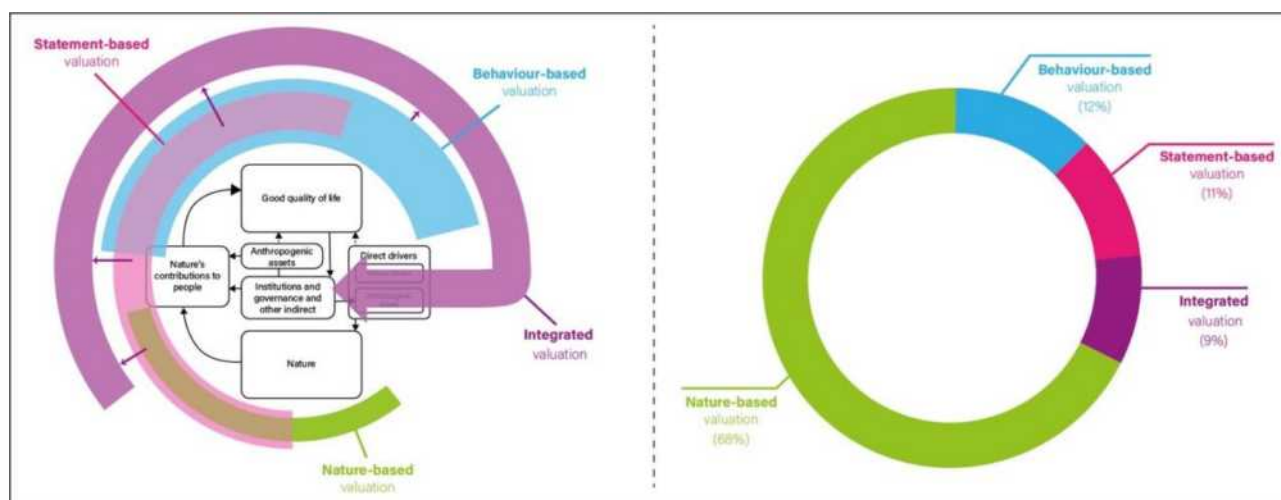 Statement-based
valuation
Behaviour-based
valuation
Good quality of life
Nature's
contributions to
people
Anthropogenic
assets
Institutions and
governance and
other indirect
Direct drivers
Nature
Integrated
valuation
Nature-based
valuation
Behaviour-based
valuation
(12%)
Statement-based
valuation
(11%)
Integrated
valuation
(9%)
Nature-based
valuation
(68%)